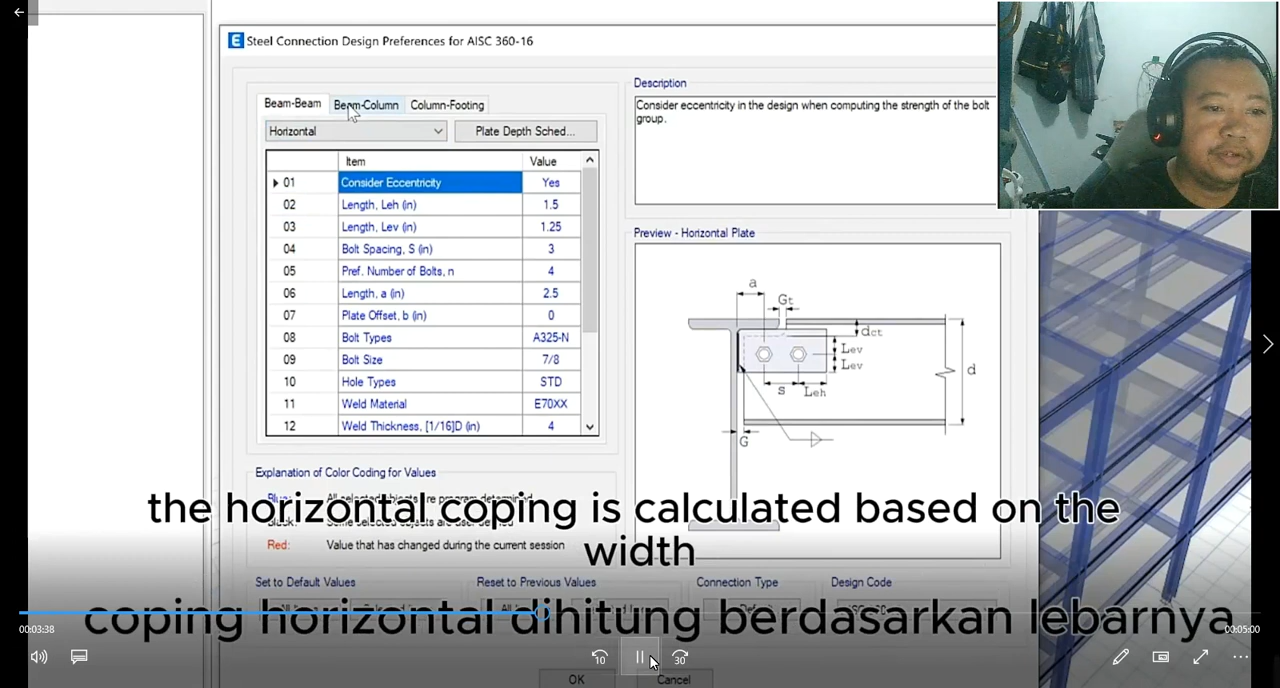 Steel Connection Design Preferences for AISC 360-16
Beam-Beam
Beam-Column
Column-Footing
Horizontal
Plate Depth Sched...
Item Value
01 Consider Eccentricity Yes
02 Length, Leh (in) 1.5
03 Length, Lev (in) 1.25
04 Bolt Spacing, S (in) 3
05 Pref. Number of Bolts, n 4
06 Length, a (in) 2.5
07 Plate Offset, b (in) 0
08 Bolt Types A325-N
09 Bolt Size 7/8
10 Hole Types STD
11 Weld Material E70XX
12 Weld Thickness, [1/16]D (in) 4
Description
Consider eccentricity in the design when computing the strength of the bolt
group.
Preview - Horizontal Plate
a
Gt
dct
Lev
Lev
d
S
Leh
G
Explanation of Color Coding for Values
Red: Value that has changed during the current session
the horizontal coping is calculated based on the
width
Set to Default Values
Reset to Previous Values
Connection Type
Design Code
coping horizontal dihitung berdasarkan lebarnya
00:03:38
00:05:00
10
30
OK
Cancel